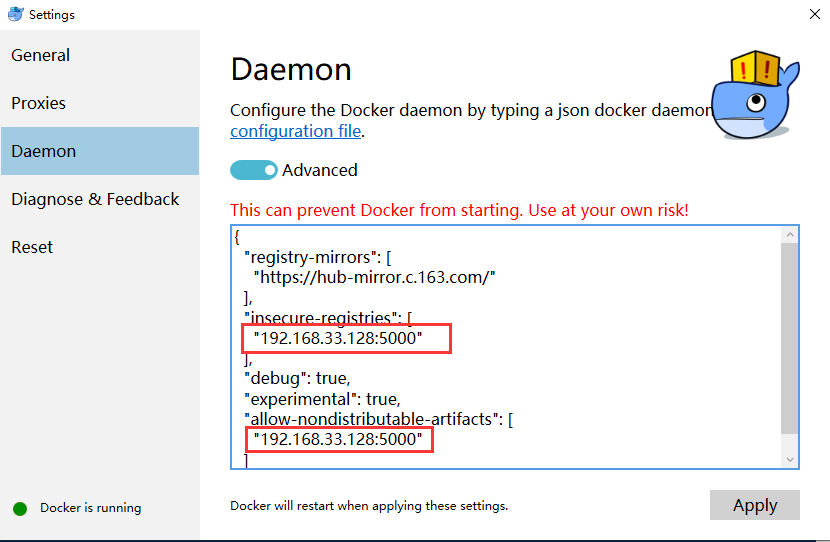 Settings
General
Proxies
Daemon
Diagnose & Feedback
Reset
Docker is running
Daemon
Configure the Docker daemon by typing a json docker daemon
configuration file.
Advanced
This can prevent Docker from starting. Use at your own risk!
{
"registry-mirrors": [
"https://hub-mirror.c.163.com/"
],
"insecure-registries": [
"192.168.33.128:5000"
],
"debug": true,
"experimental": true,
"allow-nondistributable-artifacts": [
"192.168.33.128:5000"
]
Docker will restart when applying these settings.
Apply